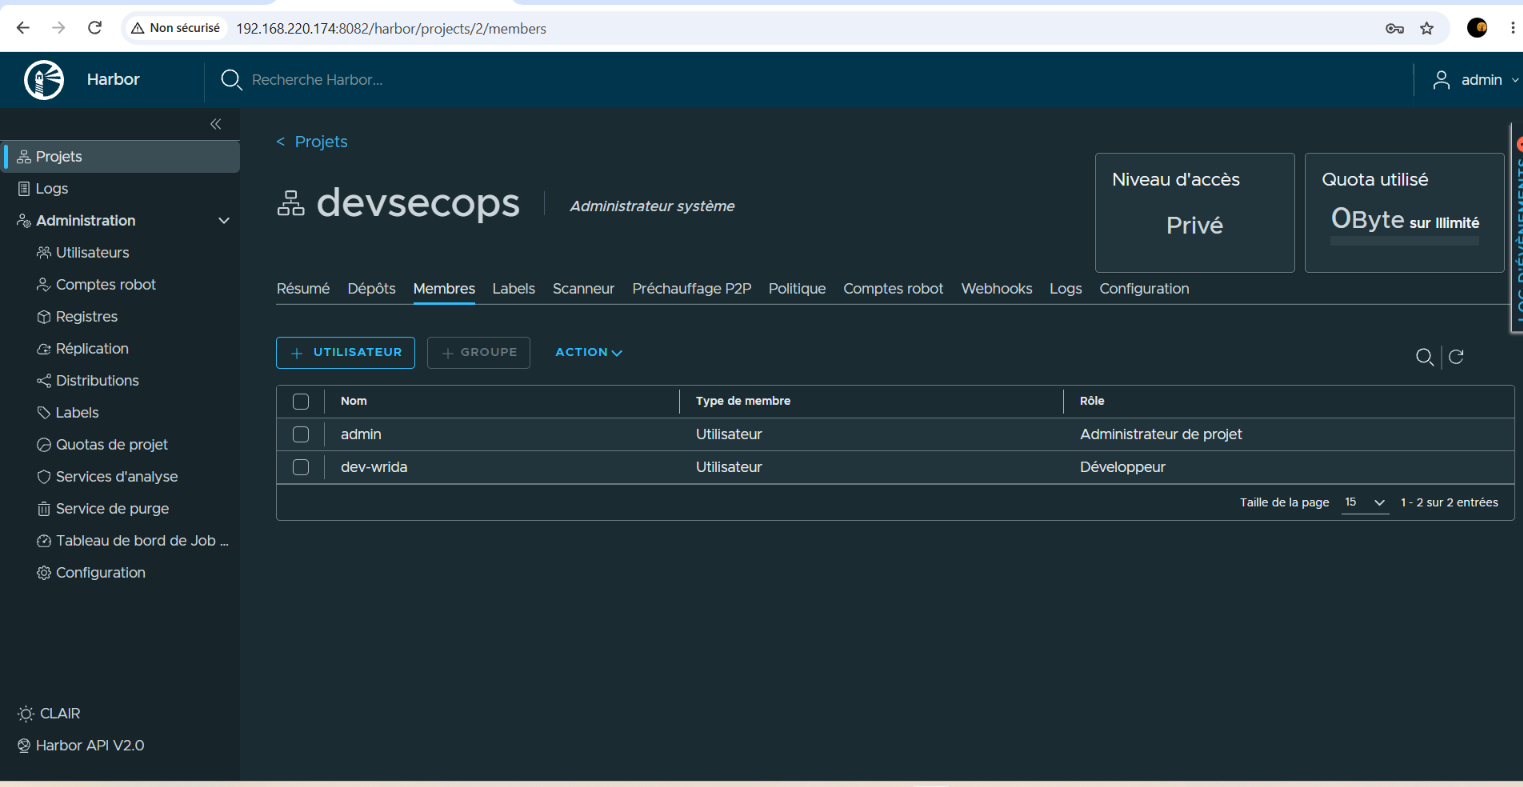 Non sécurisé 192.168.220.174:8082/harbor/projects/2/members
Harbor
Recherche Harbor...
admin
Projets
Logs
Administration
Utilisateurs
Comptes robot
Registres
Réplication
Distributions
Labels
Quotas de projet
Services d'analyse
Service de purge
Tableau de bord de Job ...
Configuration
CLAIR
Harbor API V2.0
< Projets
devsecops
Administrateur système
Niveau d'accès
Privé
Quota utilisé
0Byte sur Illimité
Résumé Dépôts Membres Labels Scanneur Préchauffage P2P Politique Comptes robot Webhooks Logs Configuration
+ UTILISATEUR + GROUPE ACTION
Nom Type de membre Rôle
admin Utilisateur Administrateur de projet
dev-wrida Utilisateur Développeur
Taille de la page 15 1 - 2 sur 2 entrées
LOG D'ÉVÈNEMENTS